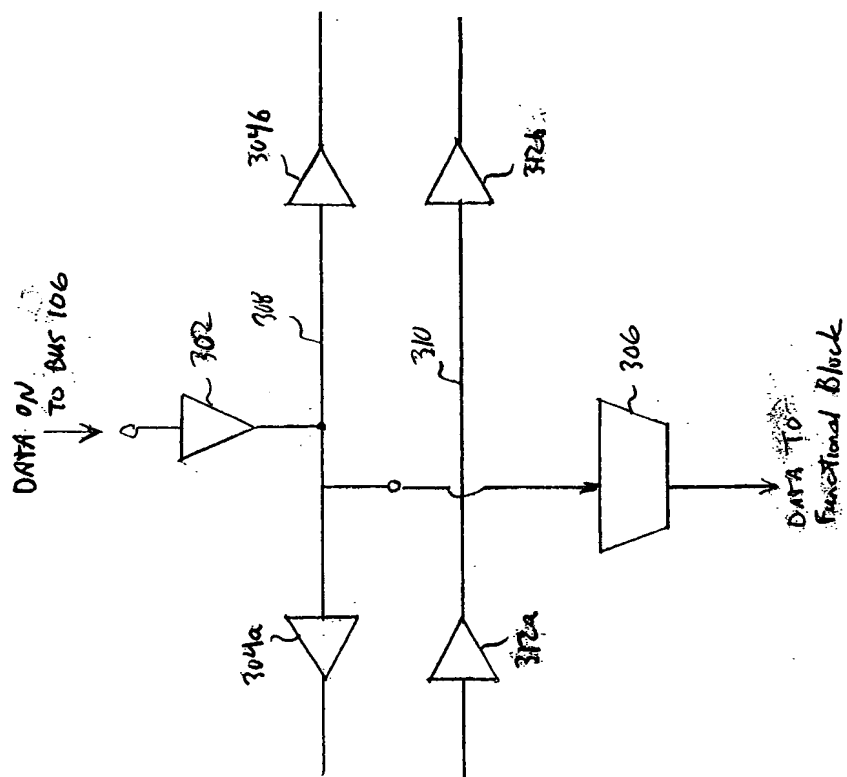 DATA ON
TO BUS 106
302
304b
308
304a
310
312b
312a
306
DATA TO
Functional Block